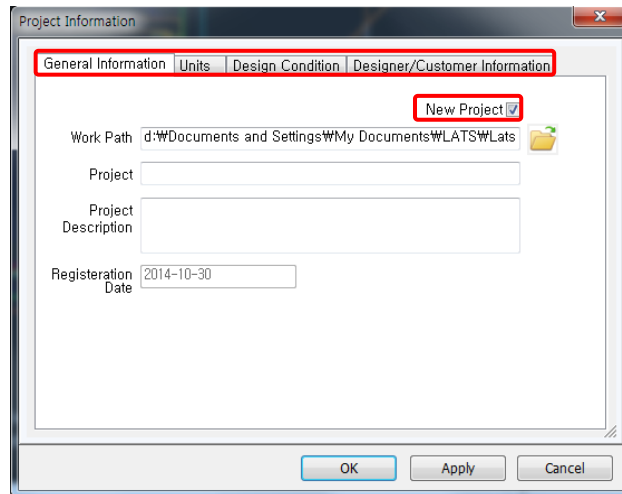 Project Information
General Information Units Design Condition Designer/Customer Information
New Project
Work Path d:₩Documents and Settings₩My Documents₩LATS₩Lats
Project
Project
Description
Registeration 2014-10-30
Date
OK Apply Cancel